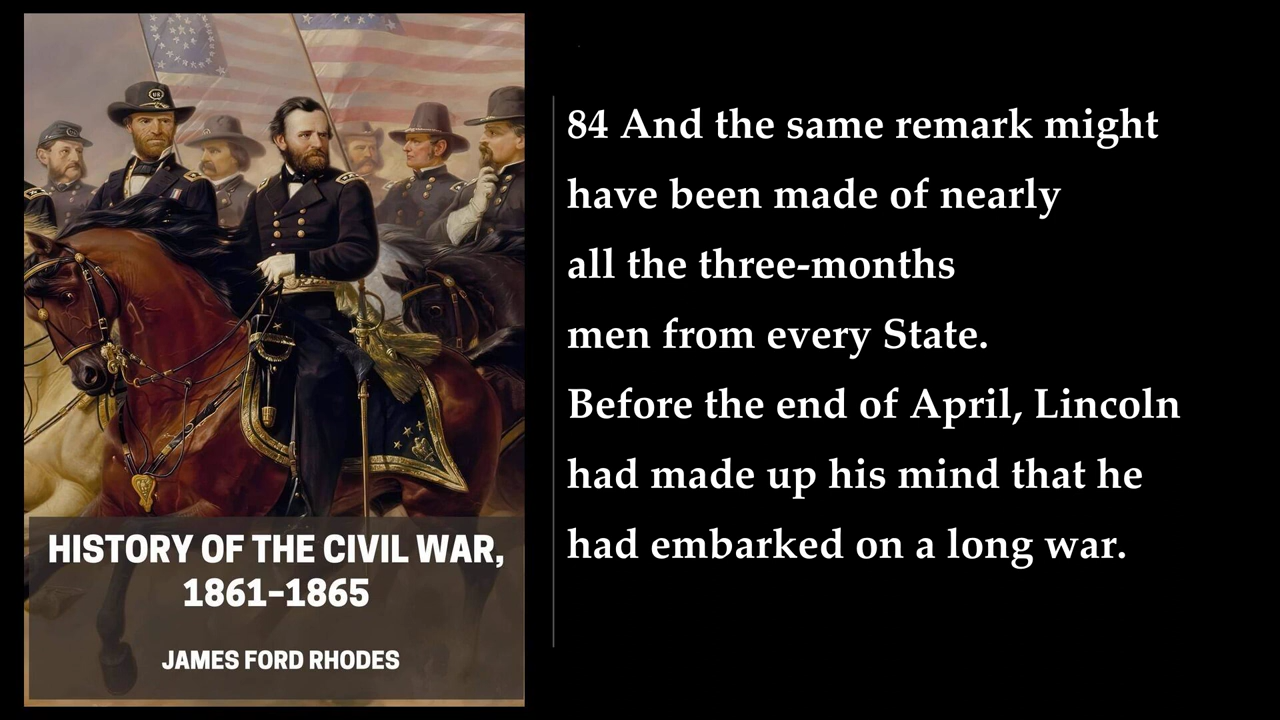 HISTORY OF THE CIVIL WAR,
1861–1865
JAMES FORD RHODES
84 And the same remark might
have been made of nearly
all the three-months
men from every State.
Before the end of April, Lincoln
had made up his mind that he
had embarked on a long war.